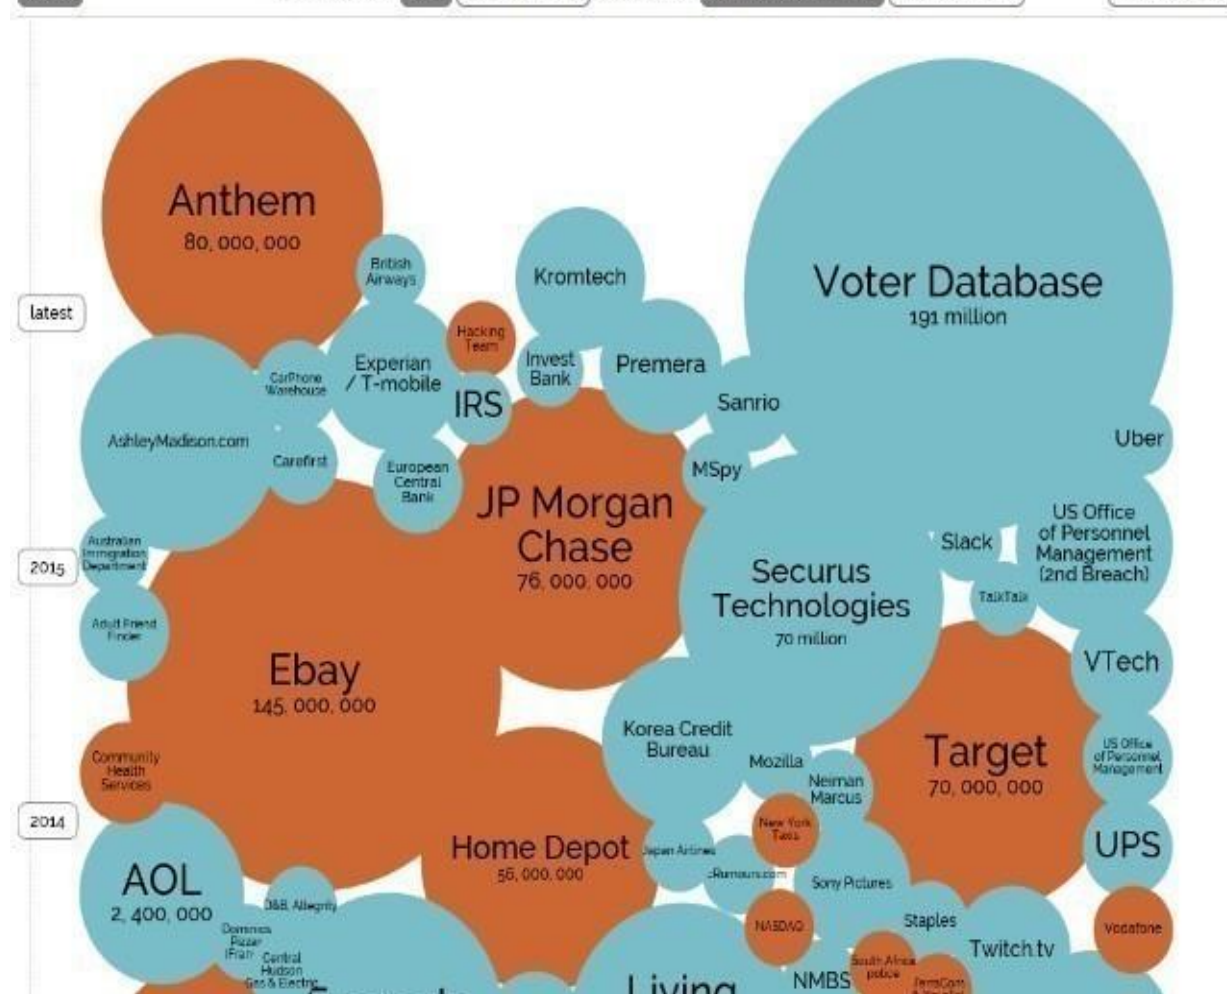 Anthem
80, 000, 000
British
Airways
Kromtech
Voter Database
191 million
latest
Hacking
Team
Experian
/ T-mobile
Invest
Bank
Premera
CarPhone
Warehouse
IRS
Sanrio
AshleyMadison.com
Uber
Carefirst
European
Central
Bank
MSpy
JP Morgan
Chase
76, 000, 000
US Office
of Personnel
Management
(2nd Breach)
Slack
Australian
Immigration
Department
2015
Securus
Technologies
70 million
TalkTalk
Adult Friend
Finder
Ebay
145, 000, 000
VTech
Korea Credit
Bureau
Target
70, 000, 000
US Office
of Personnel
Management
Community
Health
Services
Mozilla
Neiman
Marcus
2014
New York
Taxis
Home Depot
56, 000, 000
Japan Airlines
UPS
AOL
2, 400, 000
cRumours.com
Sony Pictures
D&B, Allegrity
Staples
NASDAQ
Vodafone
Twitch.tv
Central
Hudson
Gas & Electric
South Africa
police
NMBS
Living